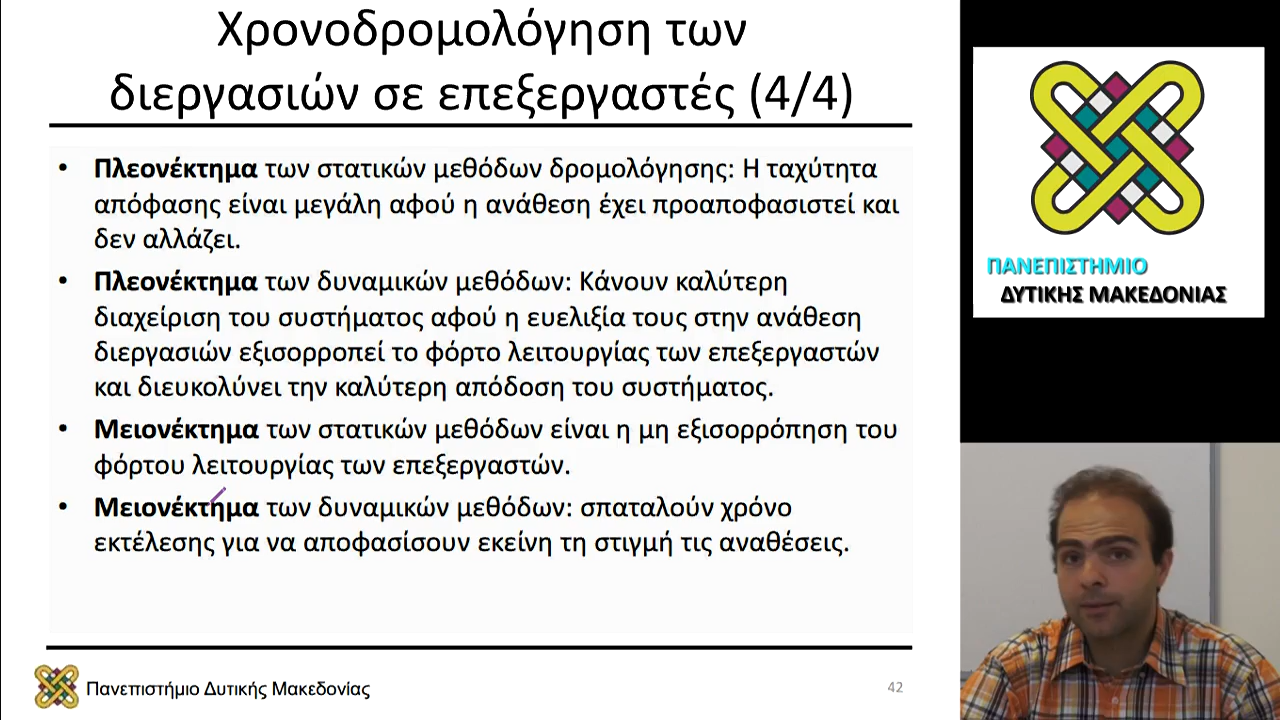 Χρονοδρομολόγηση των
διεργασιών σε επεξεργαστές (4/4)
• Πλεονέκτημα των στατικών μεθόδων δρομολόγησης: Η ταχύτητα
απόφασης είναι μεγάλη αφού η ανάθεση έχει προαποφασιστεί και
δεν αλλάζει.
• Πλεονέκτημα των δυναμικών μεθόδων: Κάνουν καλύτερη
διαχείριση του συστήματος αφού η ευελιξία τους στην ανάθεση
διεργασιών εξισορροπεί το φόρτο λειτουργίας των επεξεργαστών
και διευκολύνει την καλύτερη απόδοση του συστήματος.
• Μειονέκτημα των στατικών μεθόδων είναι η μη εξισορρόπηση του
φόρτου λειτουργίας των επεξεργαστών.
• Μειονέκτημα των δυναμικών μεθόδων: σπαταλούν χρόνο
εκτέλεσης για να αποφασίσουν εκείνη τη στιγμή τις αναθέσεις.
Πανεπιστήμιο Δυτικής Μακεδονίας
42
ΠΑΝΕΠΙΣΤΗΜΙΟ
ΔΥΤΙΚΗΣ ΜΑΚΕΔΟΝΙΑΣ